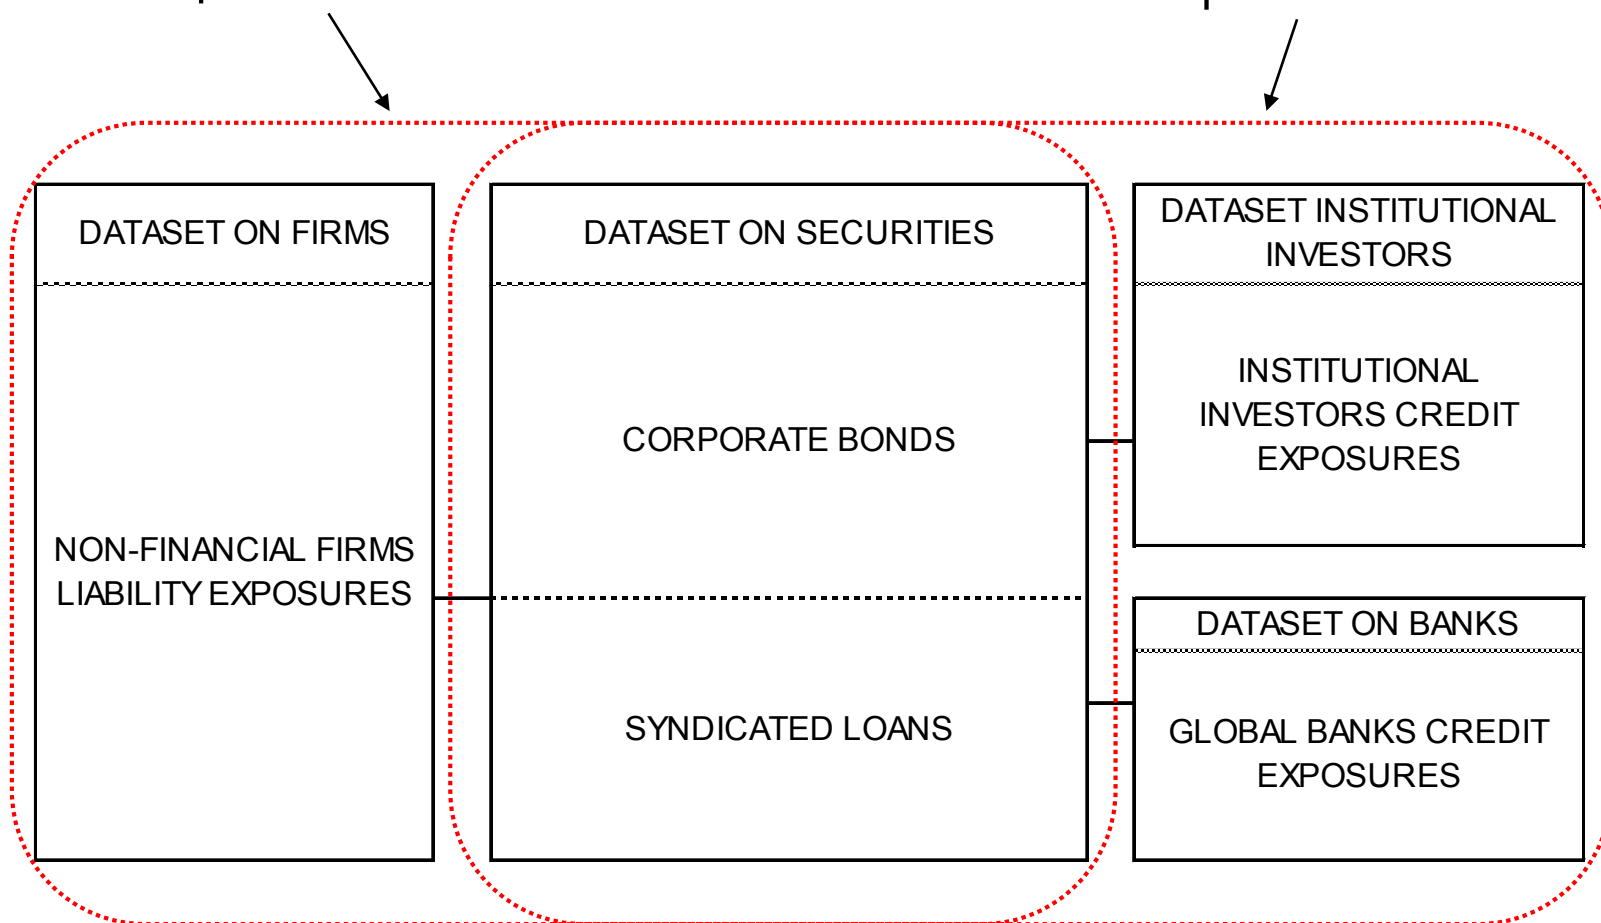 DATASET ON FIRMS
NON-FINANCIAL FIRMS
LIABILITY EXPOSURES
DATASET ON SECURITIES
CORPORATE BONDS
SYNDICATED LOANS
DATASET INSTITUTIONAL
INVESTORS
INSTITUTIONAL
INVESTORS CREDIT
EXPOSURES
DATASET ON BANKS
GLOBAL BANKS CREDIT
EXPOSURES